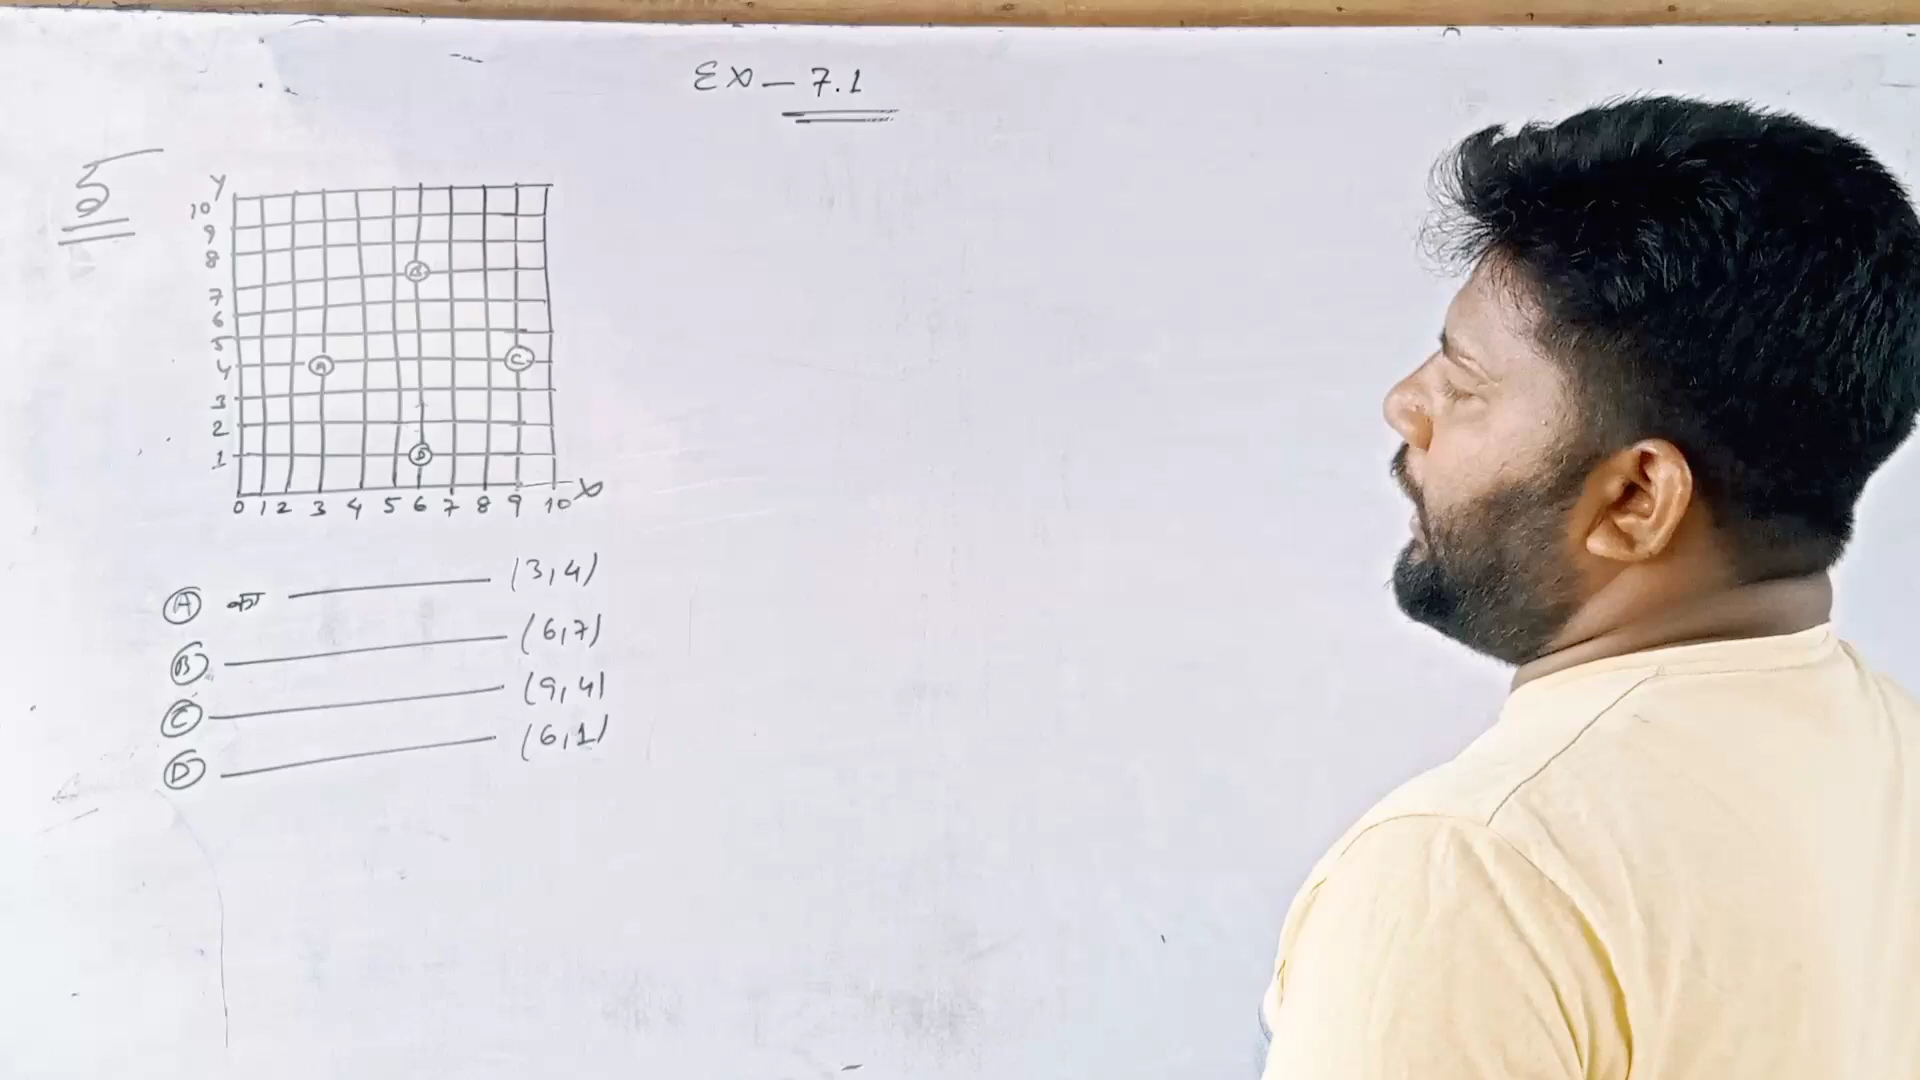 Ex - 7.1
5
Y
10
9
8
B
7
6
5
4 A C
3
2
1 D
0 1 2 3 4 5 6 7 8 9 10 X
A का (3,4)
B (6,7)
C (9,4)
D (6,1)